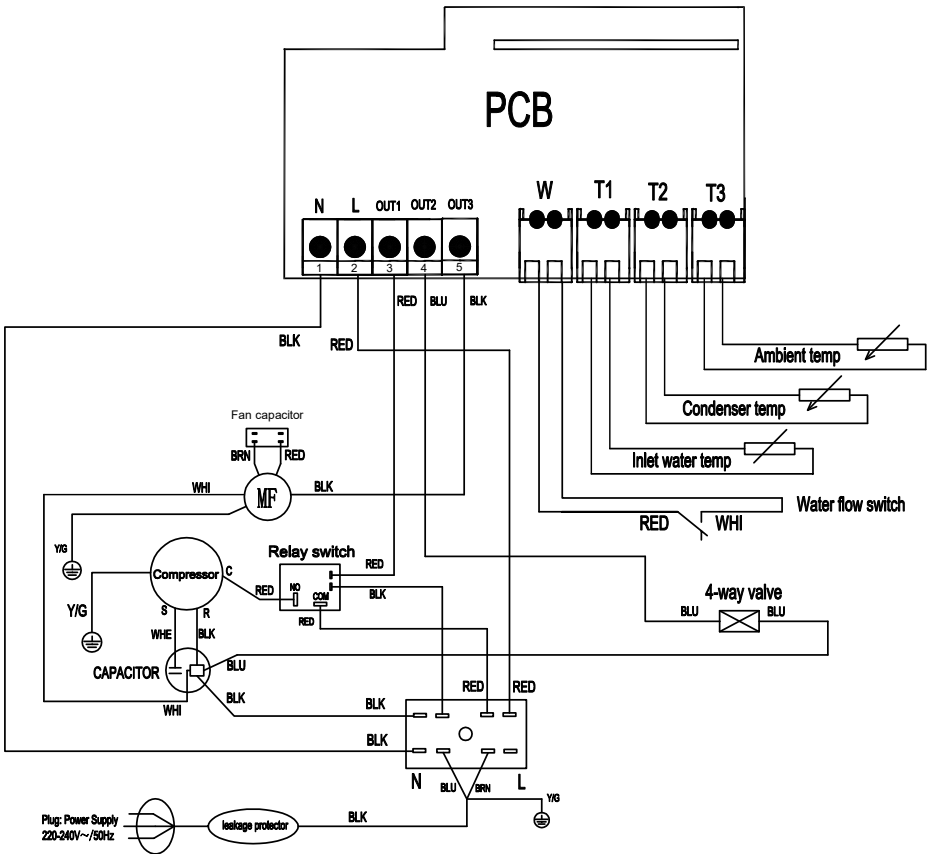 PCB
W T1 T2 T3
N L OUT1 OUT2 OUT3
1 2 3 4 5
RED BLU BLK
BLK
RED
Ambient temp
Condenser temp
Fan capacitor
BRN RED
Inlet water temp
WHI
MF
BLK
Water flow switch
RED WHI
Y/G
Relay switch
RED
BLK
Compressor
C
RED
NO
COM
RED
4-way valve
BLU BLU
Y/G
S R
WHE BLK
CAPACITOR
BLU
BLK
WHI
RED RED
BLK
BLK
N L
BLU BRN
Y/G
Plug: Power Supply
220-240V～/50Hz
leakage protector
BLK